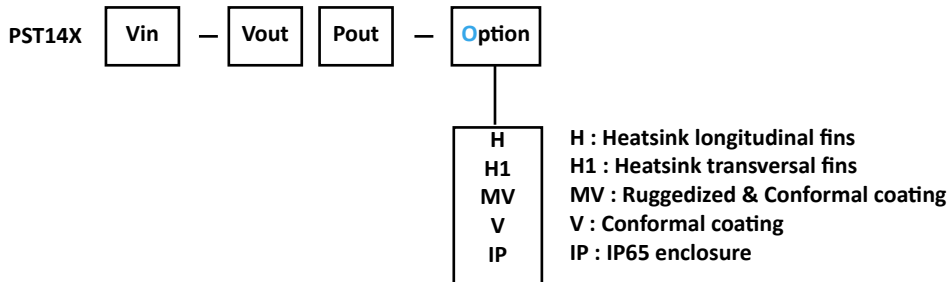 PST14X Vin — Vout Pout — Option
H H : Heatsink longitudinal fins
H1 H1 : Heatsink transversal fins
MV MV : Ruggedized & Conformal coating
V V : Conformal coating
IP IP : IP65 enclosure